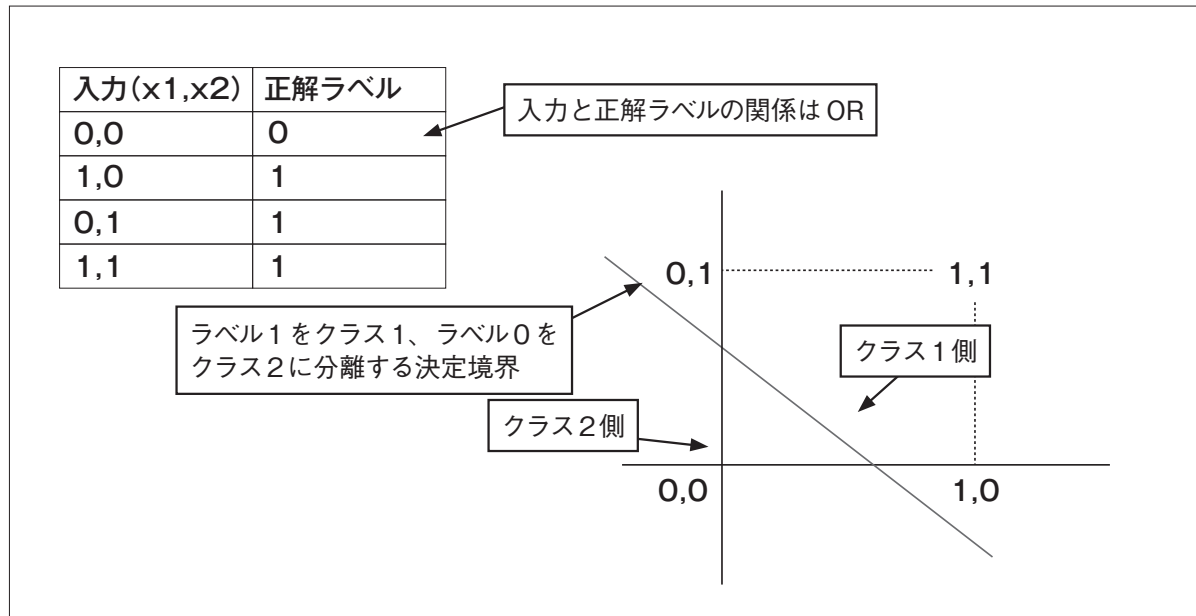 入力(x1,x2) 正解ラベル
0,0 0
1,0 1
0,1 1
1,1 1
入力と正解ラベルの関係は OR
ラベル1をクラス1、ラベル0を
クラス2に分離する決定境界
0,1 1,1
クラス1側
クラス2側
0,0 1,0